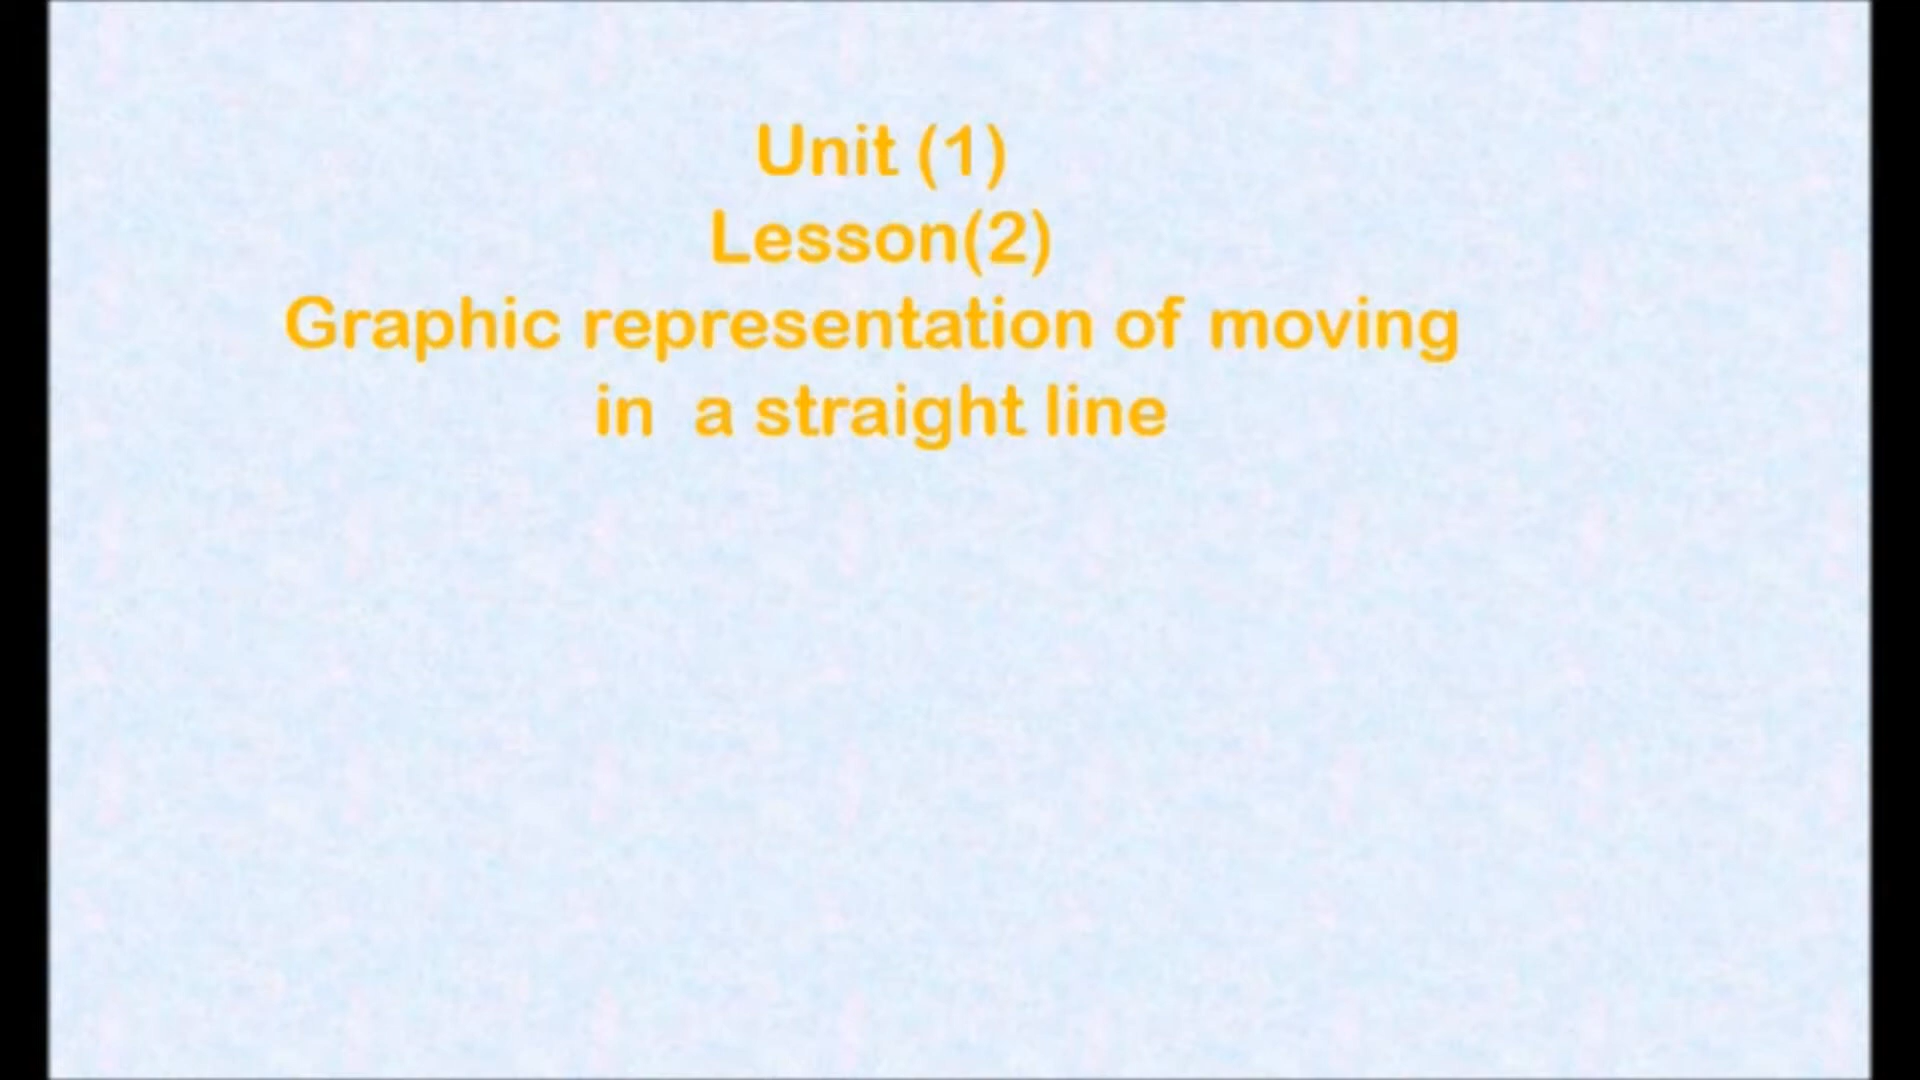 Unit (1)
Lesson(2)
Graphic representation of moving
in a straight line